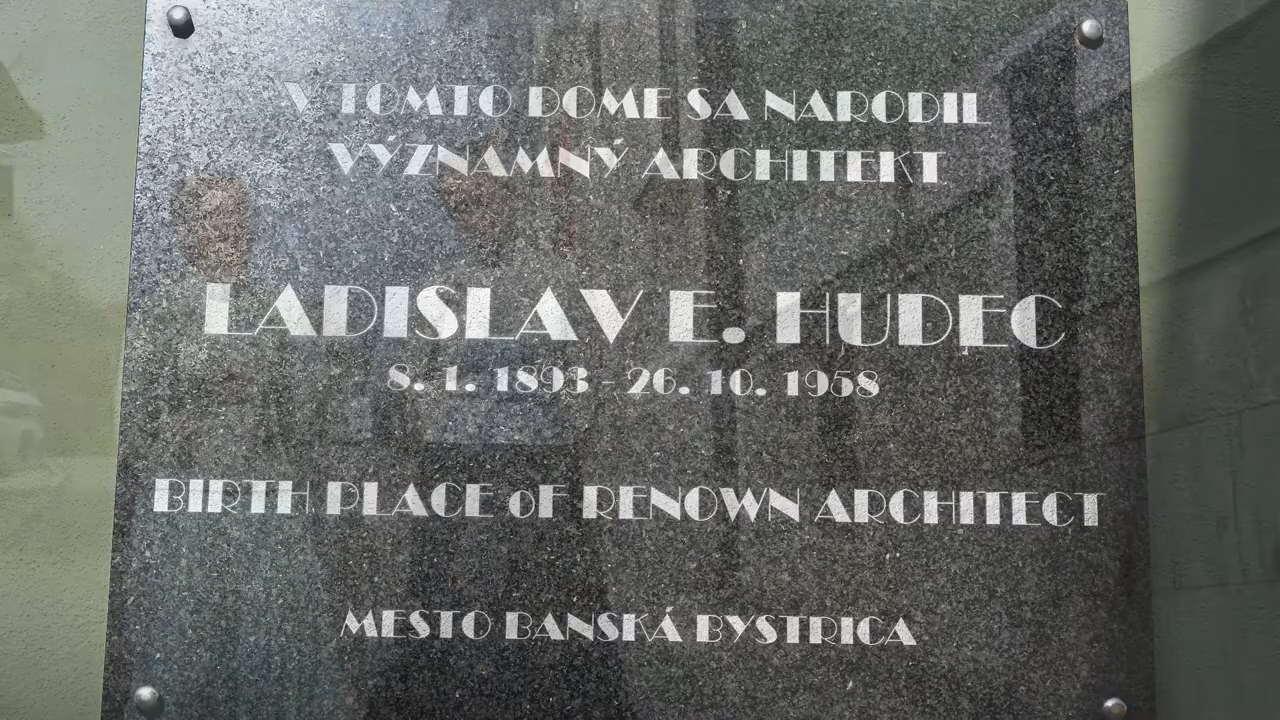 V TOMTO DOME SA NARODIL
VÝZNAMNÝ ARCHITEKT
LADISLAV E. HUDEC
8. 1. 1893 - 26. 10. 1958
BIRTH PLACE OF RENOWN ARCHITECT
MESTO BANSKÁ BYSTRICA